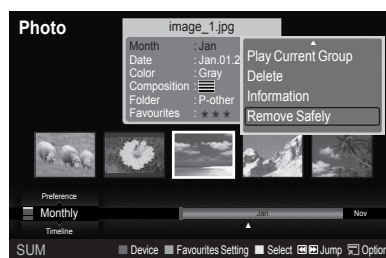 Photo
image_1.jpg
Month : Jan
Date : Jan.01.2
Color : Gray
Composition :
Folder : P-other
Favourites : ★ ★ ★
Play Current Group
Delete
Information
Remove Safely
Preference
Monthly
Jan
Nov
Timeline
SUM
Device
Favourites Setting
Select
Jump
Option